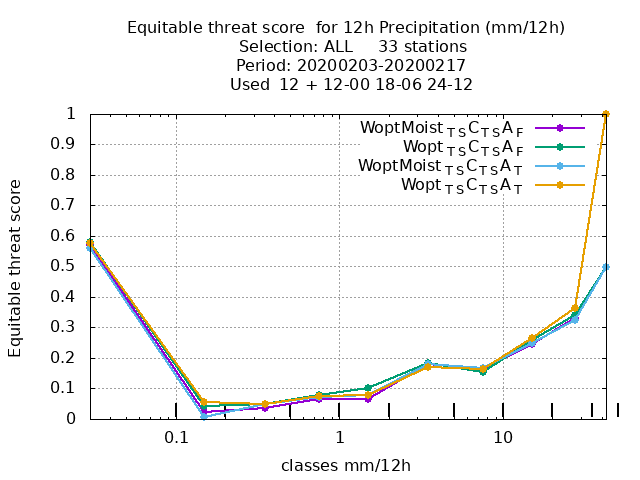 Equitable threat score  for 12h Precipitation (mm/12h)
Selection: ALL     33 stations
Period: 20200203-20200217
Used  12 + 12-00 18-06 24-12
WoptMoist TS C TS A F
Wopt TS C TS A F
WoptMoist TS C TS A T
Wopt TS C TS A T
Equitable threat score
1
0.9
0.8
0.7
0.6
0.5
0.4
0.3
0.2
0.1
0
0.1 1 10
classes mm/12h